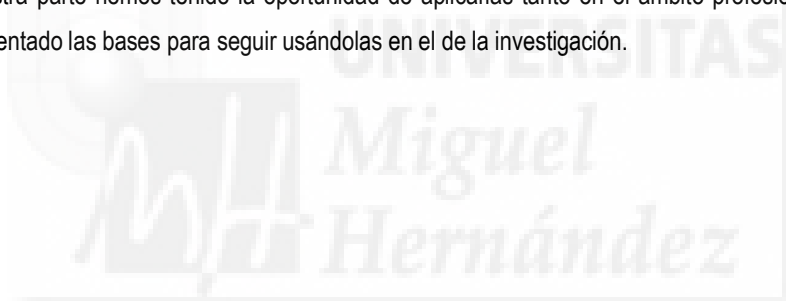 tra parte hemos tenido la oportunidad de aplicarlas tanto en el ámbito profesio
entado las bases para seguir usándolas en el de la investigación.
UNIVERSITAS
Miguel
Hernández